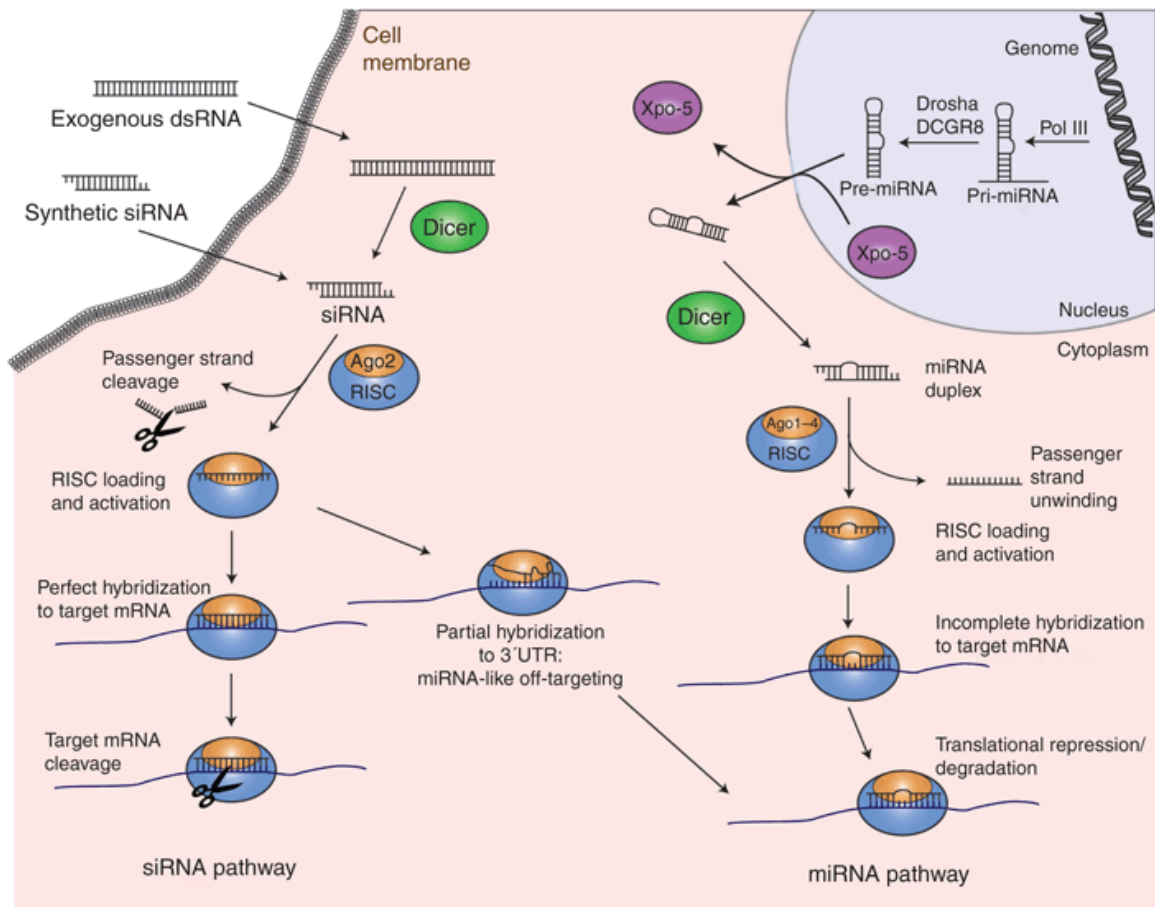 Cell
membrane
Exogenous dsRNA
Synthetic siRNA
Dicer
siRNA
Ago2
RISC
Passenger strand
cleavage
RISC loading
and activation
Perfect hybridization
to target mRNA
Target mRNA
cleavage
siRNA pathway
Partial hybridization
to 3´UTR:
miRNA-like off-targeting
Genome
Pol III
Pri-miRNA
Drosha
DCGR8
Pre-miRNA
Xpo-5
Xpo-5
Nucleus
Cytoplasm
Dicer
miRNA
duplex
Ago1–4
RISC
Passenger
strand
unwinding
RISC loading
and activation
Incomplete hybridization
to target mRNA
Translational repression/
degradation
miRNA pathway